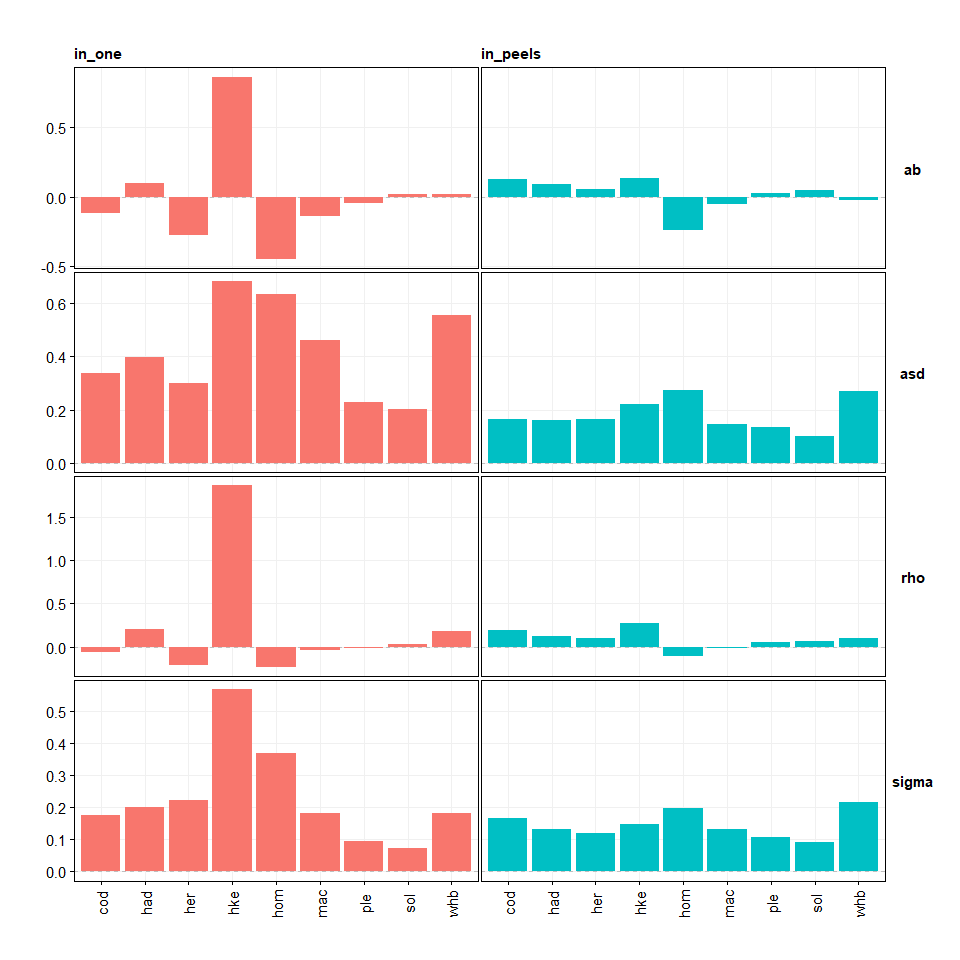 in_one in_peels
0.5
0.0
-0.5
ab
0.6
0.4
0.2
0.0
asd
1.5
1.0
0.5
0.0
rho
0.5
0.4
0.3
0.2
0.1
0.0
sigma
cod had her hke hom mac ple sol whb cod had her hke hom mac ple sol whb